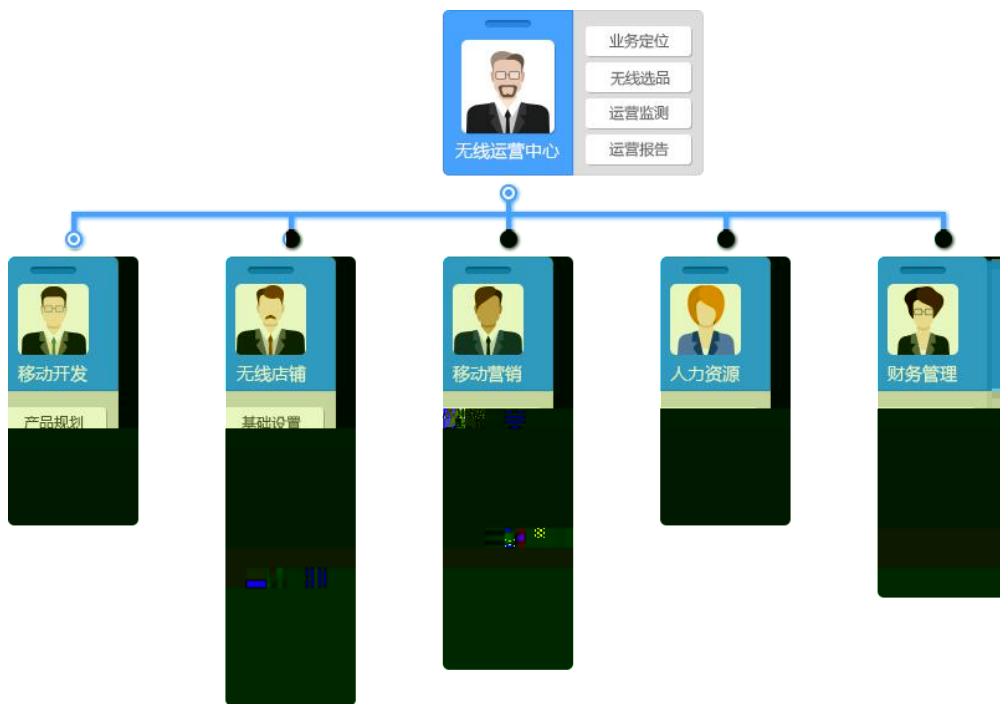 业务定位
无线选品
运营监测
运营报告
无线运营中心
移动开发
无线店铺
移动营销
人力资源
财务管理
产品规划
基础设置